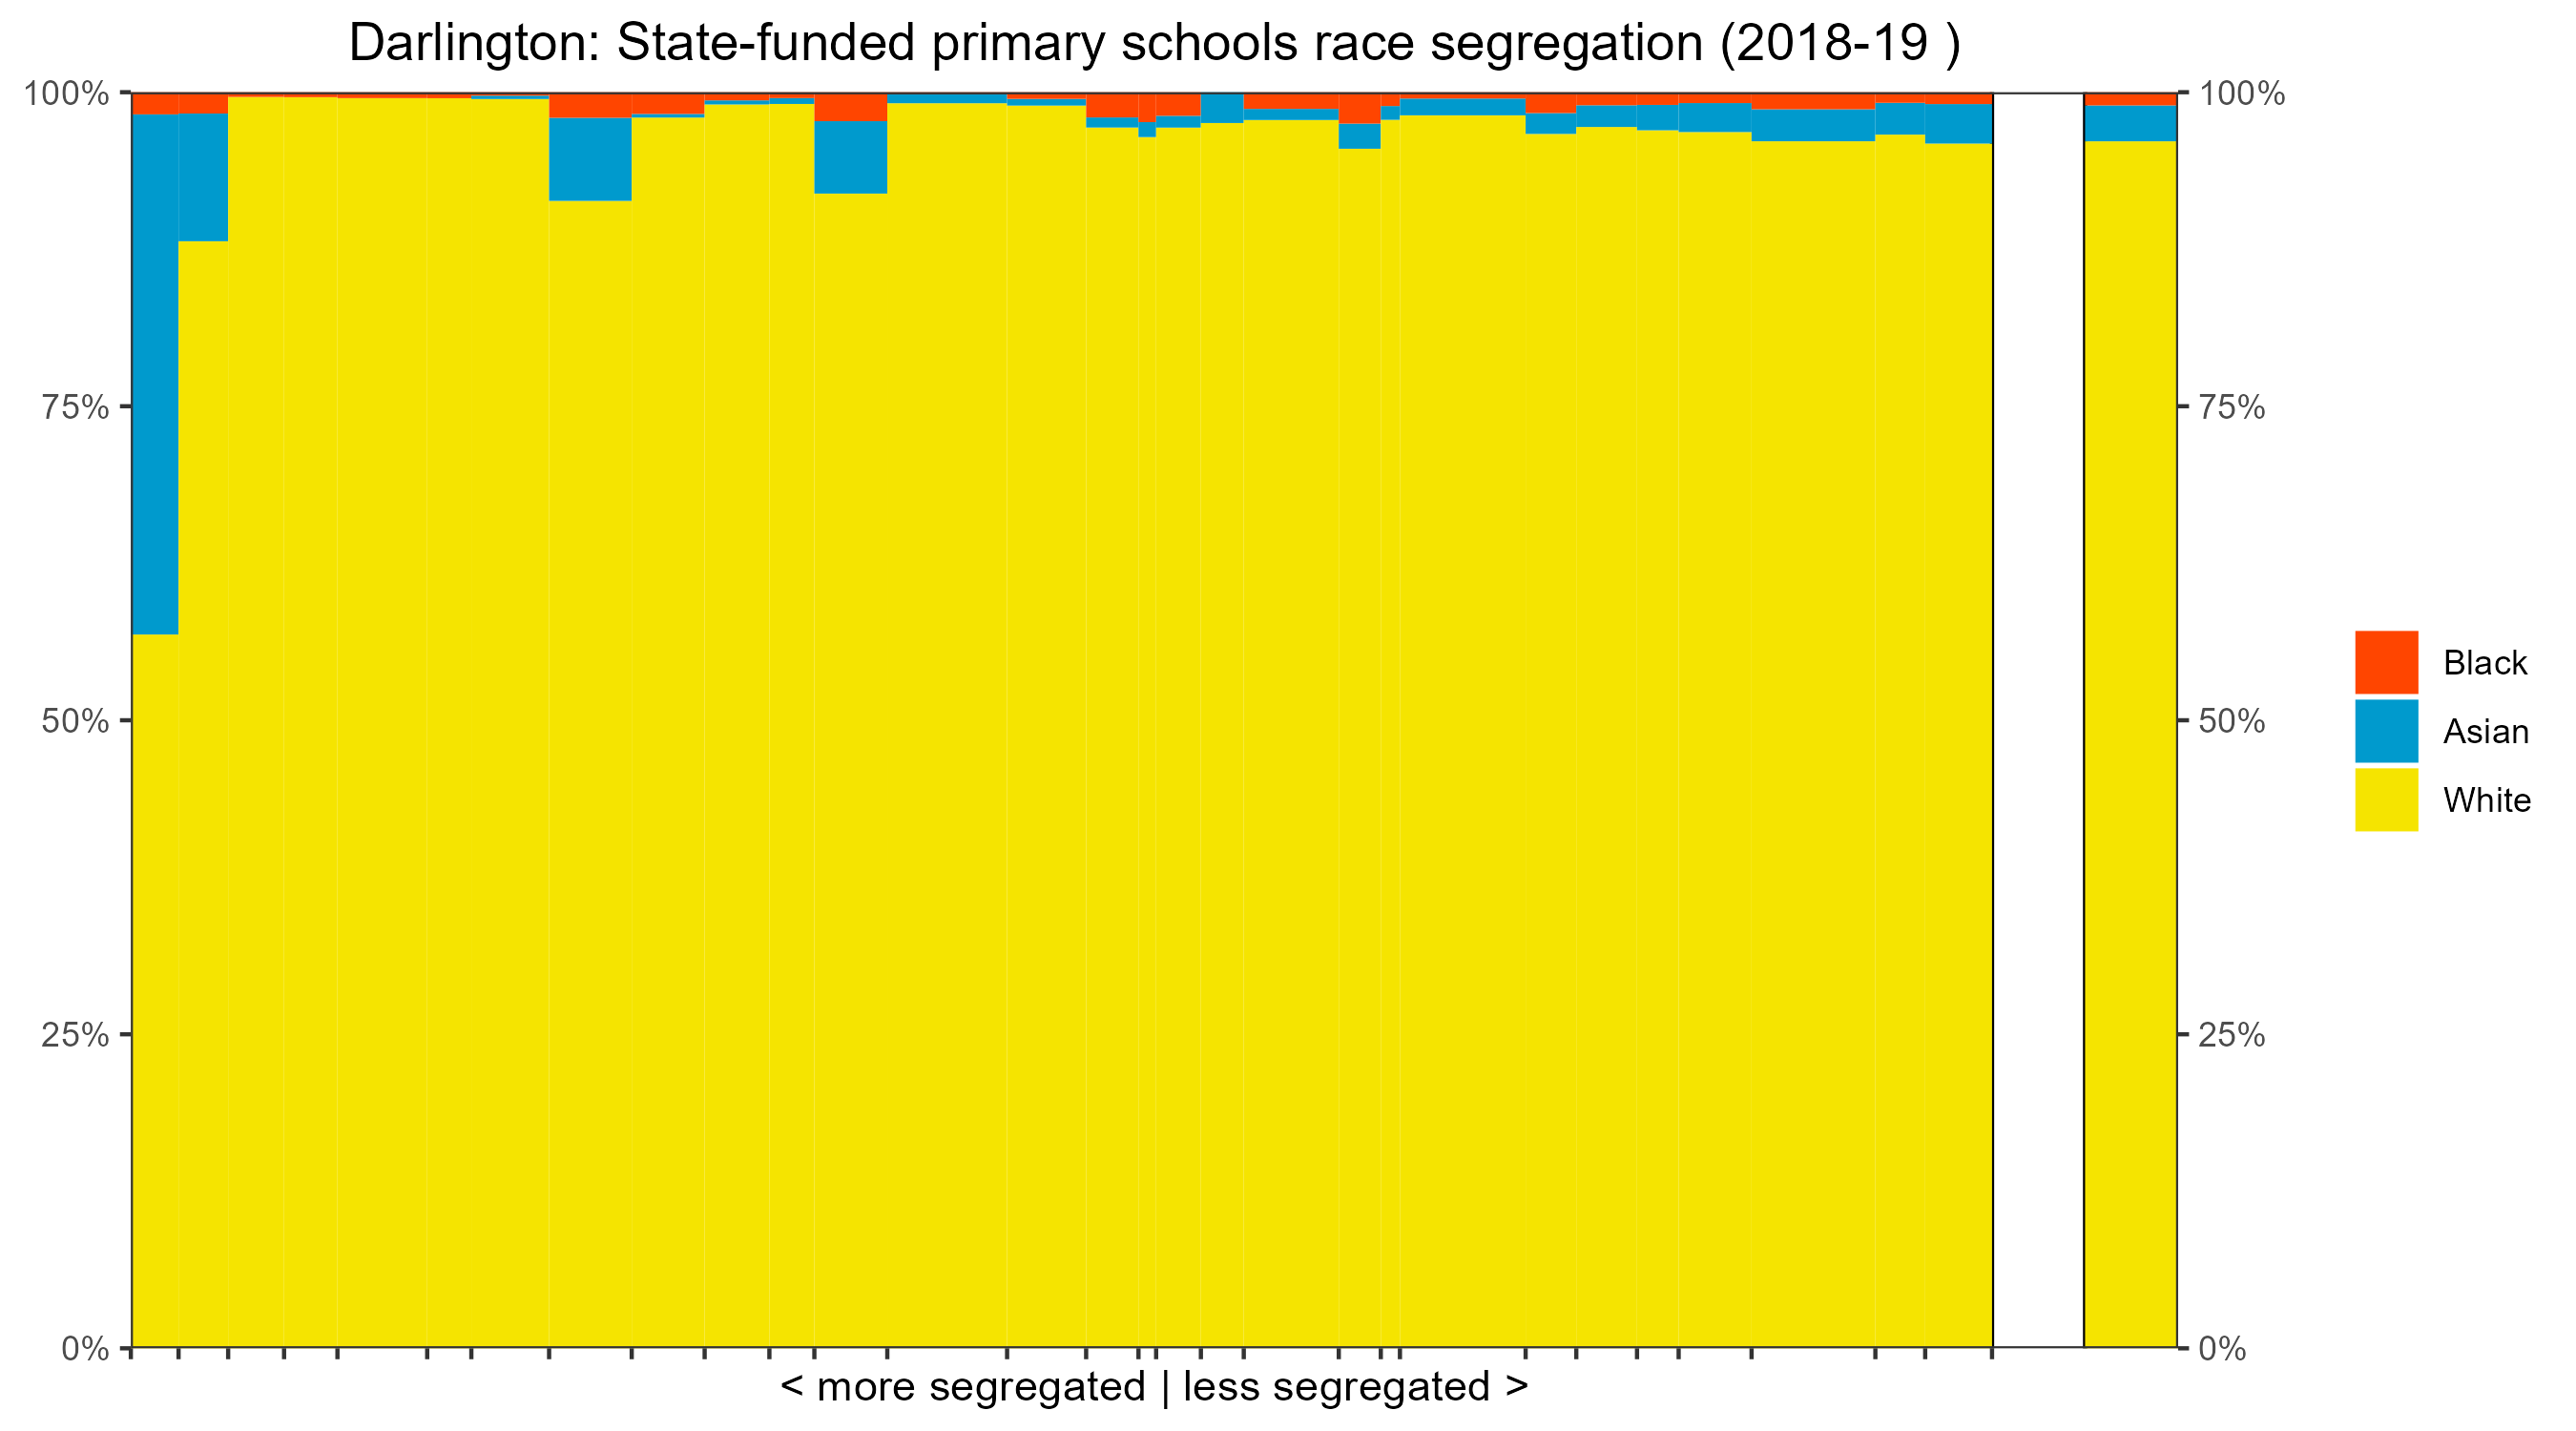 Darlington: State-funded primary schools race segregation (2018-19 )
100%
75%
50%
25%
0%
100%
75%
50%
25%
0%
Black
Asian
White
< more segregated | less segregated >